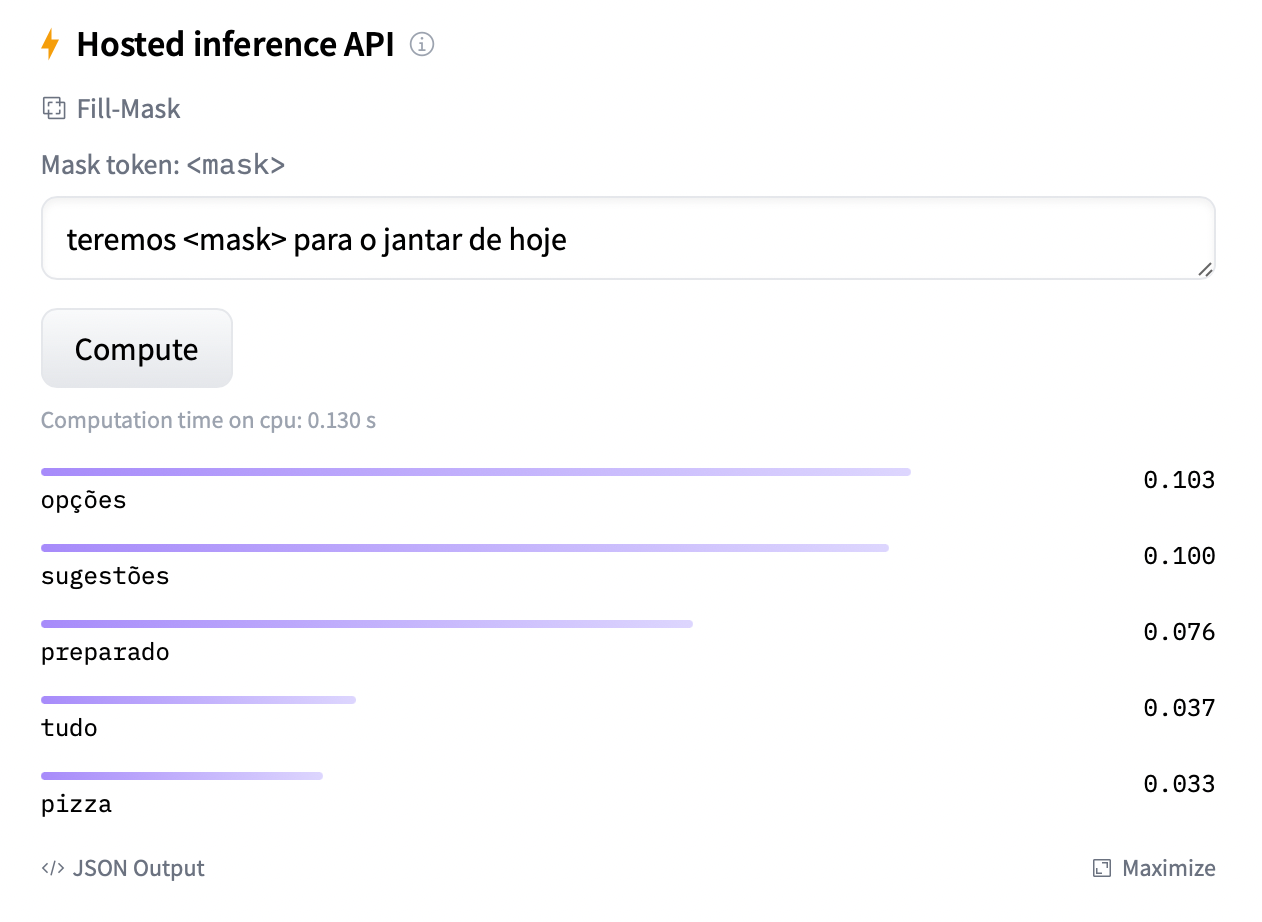 Hosted inference API
Fill-Mask
Mask token: <mask>
teremos <mask> para o jantar de hoje
Compute
Computation time on cpu: 0.130 s
opções 0.103
sugestões 0.100
preparado 0.076
tudo 0.037
pizza 0.033
</> JSON Output Maximize